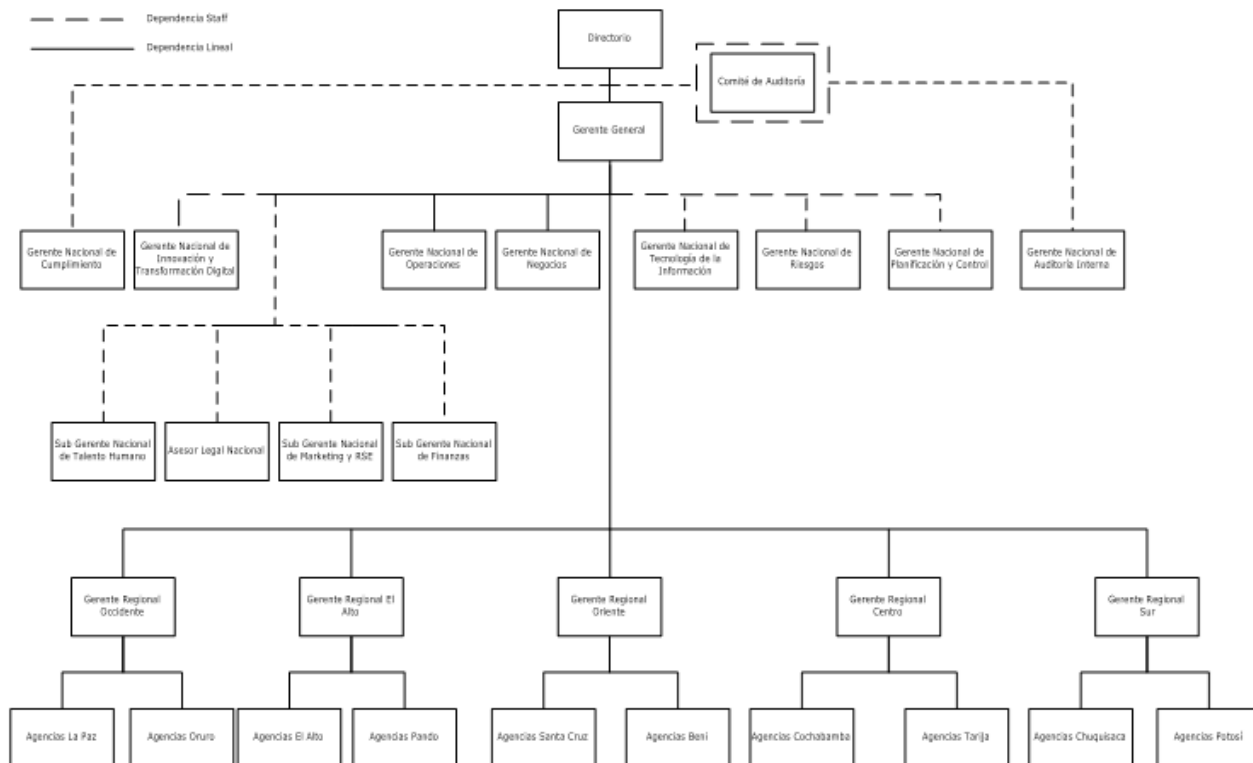 Dependencia Staff
Dependencia Lineal
Directorio
Comité de Auditoría
Gerente General
Gerente Nacional de
Cumplimiento
Gerente Nacional de
Innovación y
Transformación Digital
Gerente Nacional de
Operaciones
Gerente Nacional de
Negocios
Gerente Nacional de
Tecnología de la
Información
Gerente Nacional de
Riesgos
Gerente Nacional de
Planificación y Control
Gerente Nacional de
Auditoría Interna
Sub Gerente Nacional
de Talento Humano
Asesor Legal Nacional
Sub Gerente Nacional
de Marketing y RSE
Sub Gerente Nacional
de Finanzas
Gerente Regional
Occidente
Gerente Regional El
Alto
Gerente Regional
Oriente
Gerente Regional
Centro
Gerente Regional
Sur
Agencias La Paz
Agencias Oruro
Agencias El Alto
Agencias Pando
Agencias Santa Cruz
Agencias Beni
Agencias Cochabamba
Agencias Tarija
Agencias Chuquisaca
Agencias Potosí